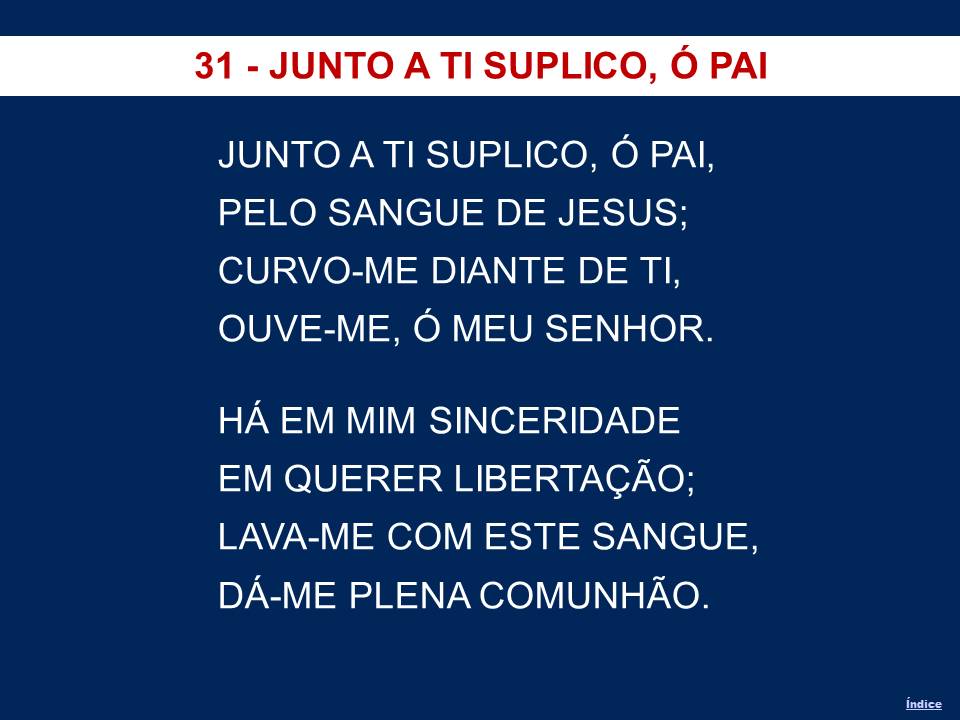 31 - JUNTO A TI SUPLICO, Ó PAI
JUNTO A TI SUPLICO, Ó PAI,
PELO SANGUE DE JESUS;
CURVO-ME DIANTE DE TI,
OUVE-ME, Ó MEU SENHOR.
HÁ EM MIM SINCERIDADE
EM QUERER LIBERTAÇÃO;
LAVA-ME COM ESTE SANGUE,
DÁ-ME PLENA COMUNHÃO.
Índice